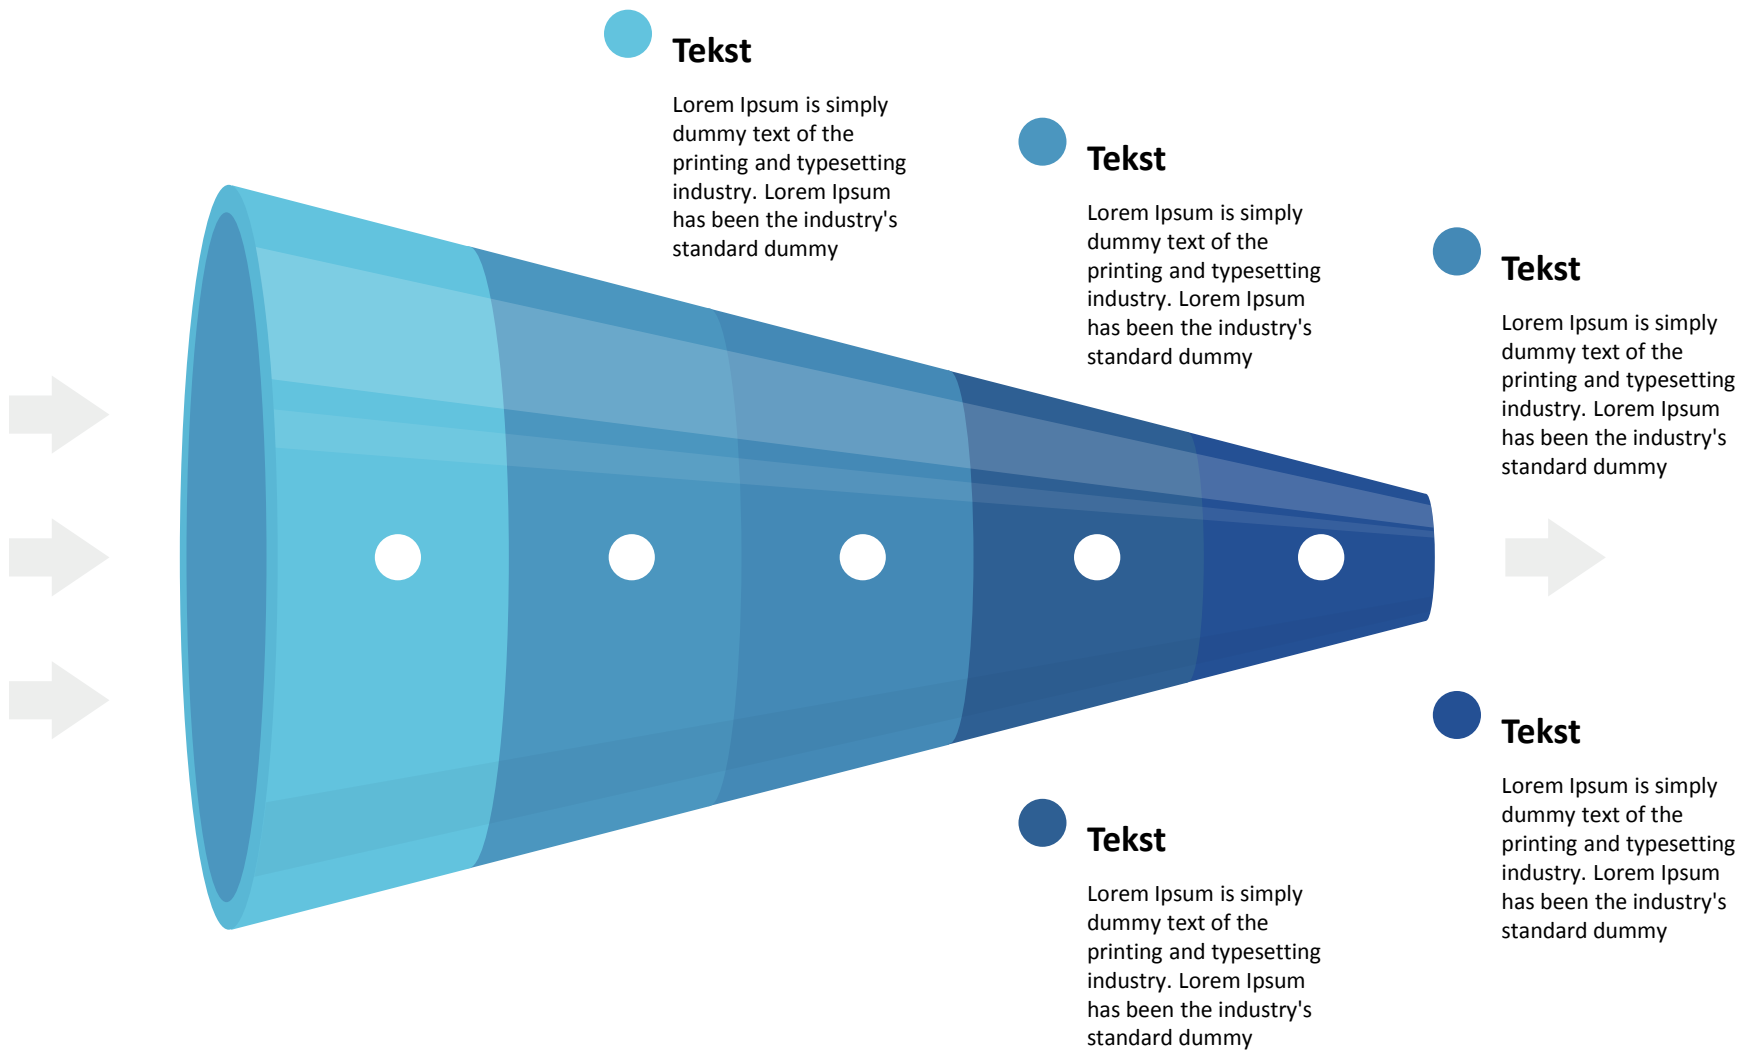 Tekst
Lorem Ipsum is simply
dummy text of the
printing and typesetting
industry. Lorem Ipsum
has been the industry's
standard dummy
Tekst
Lorem Ipsum is simply
dummy text of the
printing and typesetting
industry. Lorem Ipsum
has been the industry's
standard dummy
Tekst
Lorem Ipsum is simply
dummy text of the
printing and typesetting
industry. Lorem Ipsum
has been the industry's
standard dummy
Tekst
Lorem Ipsum is simply
dummy text of the
printing and typesetting
industry. Lorem Ipsum
has been the industry's
standard dummy
Tekst
Lorem Ipsum is simply
dummy text of the
printing and typesetting
industry. Lorem Ipsum
has been the industry's
standard dummy